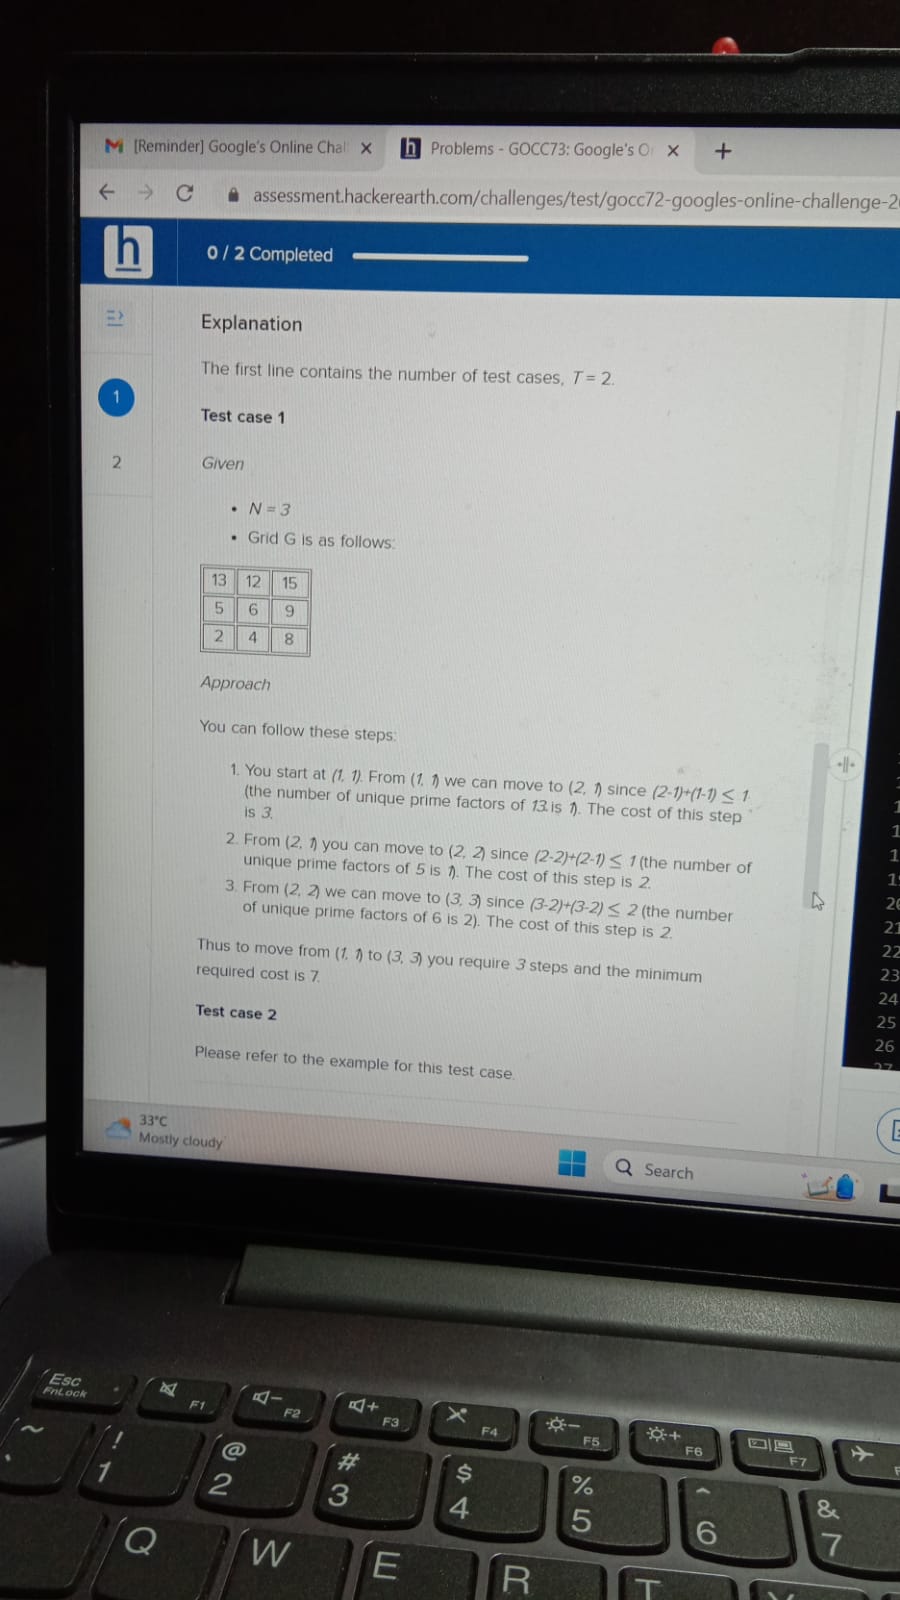 [Reminder] Google's Online Chal
Problems - GOCC73: Google's O
assessment.hackerearth.com/challenges/test/gocc72-googles-online-challenge-2
h
0 / 2 Completed
Explanation
The first line contains the number of test cases, T = 2.
1
Test case 1
2
Given
• N = 3
• Grid G is as follows:
13 12 15
5 6 9
2 4 8
Approach
You can follow these steps:
1. You start at (1, 1). From (1, 1) we can move to (2, 1) since (2-1)+(1-1) ≤ 1
(the number of unique prime factors of 13 is 1). The cost of this step
is 3.
2. From (2, 1) you can move to (2, 2) since (2-2)+(2-1) ≤ 1 (the number of
unique prime factors of 5 is 1). The cost of this step is 2.
3. From (2, 2) we can move to (3, 3) since (3-2)+(3-2) ≤ 2 (the number
of unique prime factors of 6 is 2). The cost of this step is 2.
Thus to move from (1, 1) to (3, 3) you require 3 steps and the minimum
required cost is 7.
Test case 2
Please refer to the example for this test case.
20
21
22
23
24
25
26
27
33°C
Mostly cloudy
Search
Esc
FnLock
F1
F2
F3
F4
F5
F6
F7
~
! 1
@ 2
# 3
$ 4
% 5
^ 6
& 7
Q
W
E
R
T